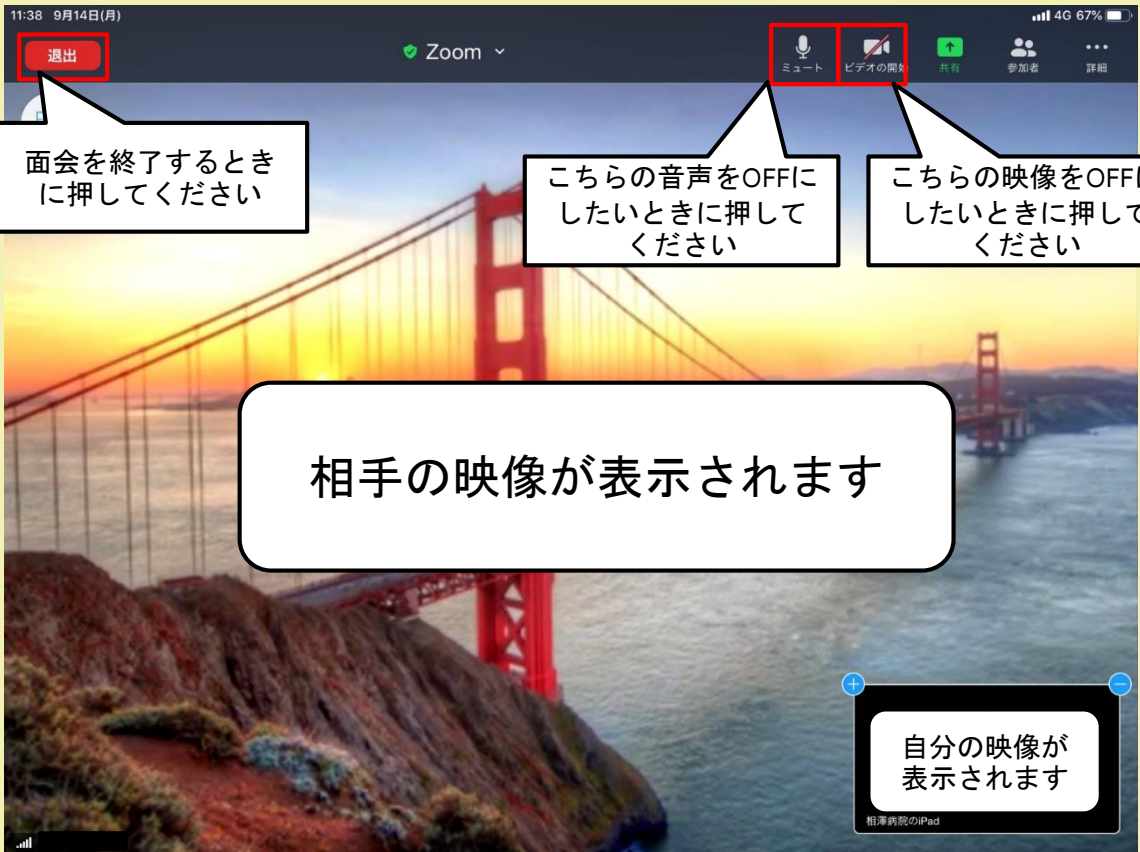 11:38 9月14日(月)
4G 67%
退出
Zoom
ミュート
ビデオの開始
共有
参加者
詳細
面会を終了するとき
に押してください
こちらの音声をOFFに
したいときに押して
ください
こちらの映像をOFFに
したいときに押して
ください
相手の映像が表示されます
自分の映像が
表示されます
相澤病院のiPad